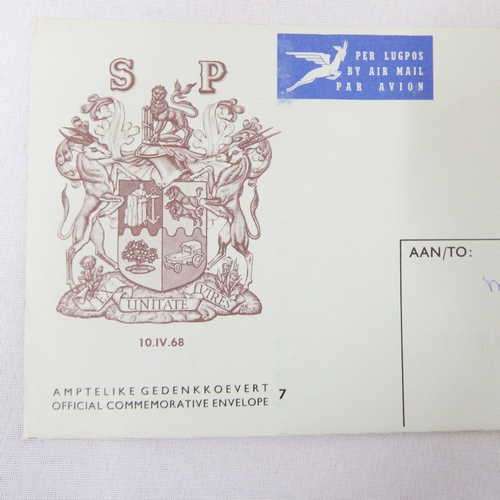 S P
PER LUGPOS
BY AIR MAIL
PAR AVION
UNITATE VIRES
10.IV.68
AMPTELIKE GEDENKKOEVERT 7
OFFICIAL COMMEMORATIVE ENVELOPE
AAN/TO: